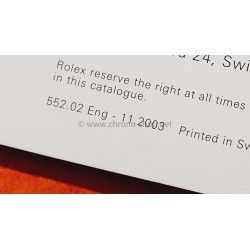 24, Swi
Rolex reserve the right at all times
in this catalogue.
552.02 Eng - 11.2003 Printed in Sw